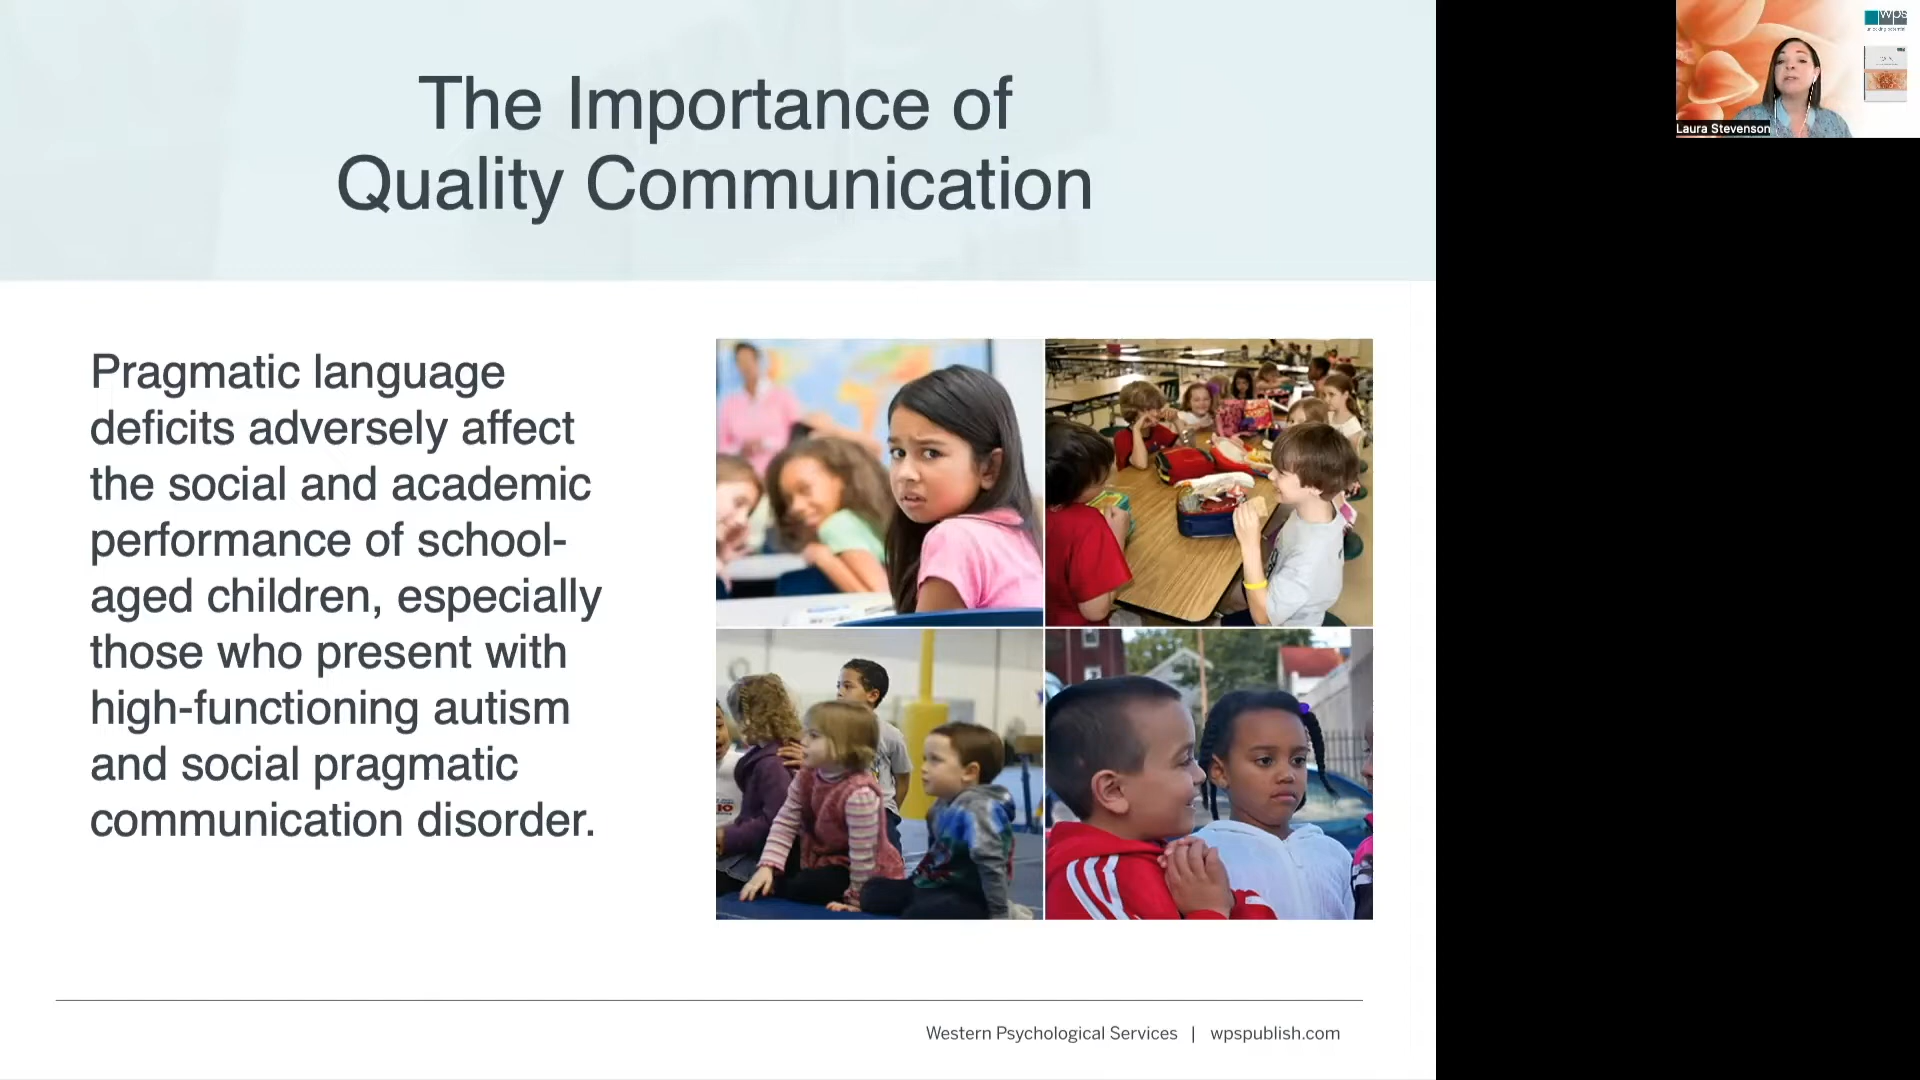 The Importance of
Quality Communication
Pragmatic language
deficits adversely affect
the social and academic
performance of school-
aged children, especially
those who present with
high-functioning autism
and social pragmatic
communication disorder.
Western Psychological Services | wpspublish.com
wps
Laura Stevenson